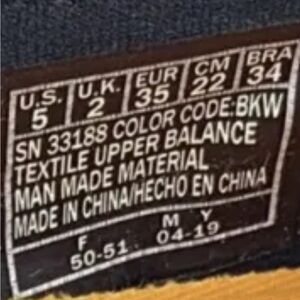 U.S. U.K. EUR CM BRA
5 2 35 22 34
SN 33188 COLOR CODE:BKW
TEXTILE UPPER BALANCE
MAN MADE MATERIAL
MADE IN CHINA/HECHO EN CHINA
F M Y
50-51 04-19